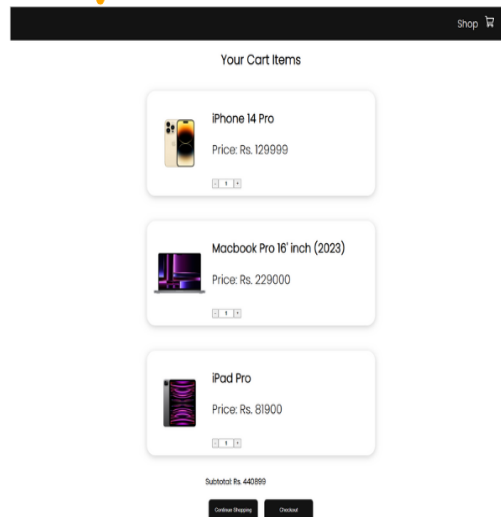 Shop
Your Cart Items
iPhone 14 Pro
Price: Rs. 129999
- 1 +
Macbook Pro 16' inch (2023)
Price: Rs. 229000
- 1 +
iPad Pro
Price: Rs. 81900
- 1 +
Subtotal: Rs. 440899
Continue Shopping Checkout